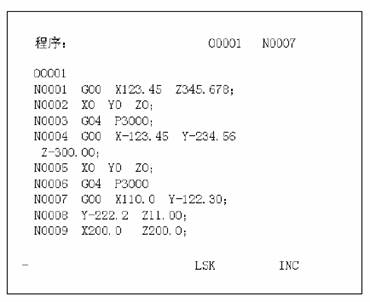 程序: O0001 N0007
O0001
N0001 G00 X123.45 Z345.678;
N0002 X0 Y0 Z0;
N0003 G04 P3000;
N0004 G00 X-123.45 Y-234.56
Z-300.00;
N0005 X0 Y0 Z0;
N0006 G04 P3000
N0007 G00 X110.0 Y-122.30;
N0008 Y-222.2 Z11.00;
N0009 X200.0 Z200.0;
- LSK INC